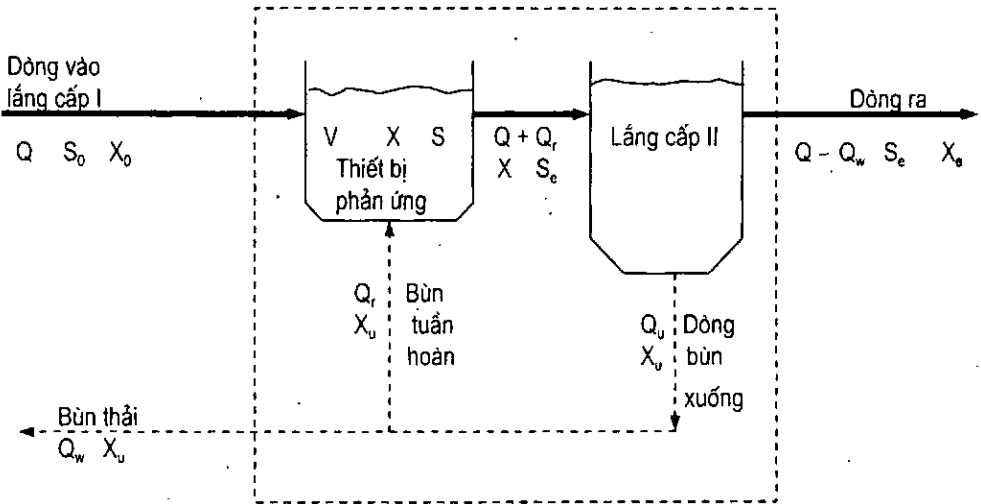 Dòng vào
lắng cấp I
Q S₀ X₀
V X S
Thiết bị
phản ứng
Q + Qᵣ
X Sₑ
Lắng cấp II
Dòng ra
Q – Q_w Sₑ Xₑ
Qᵣ Bùn
Xᵤ tuần
hoàn
Qᵤ Dòng
Xᵤ bùn
xuống
Bùn thải
Q_w Xᵤ